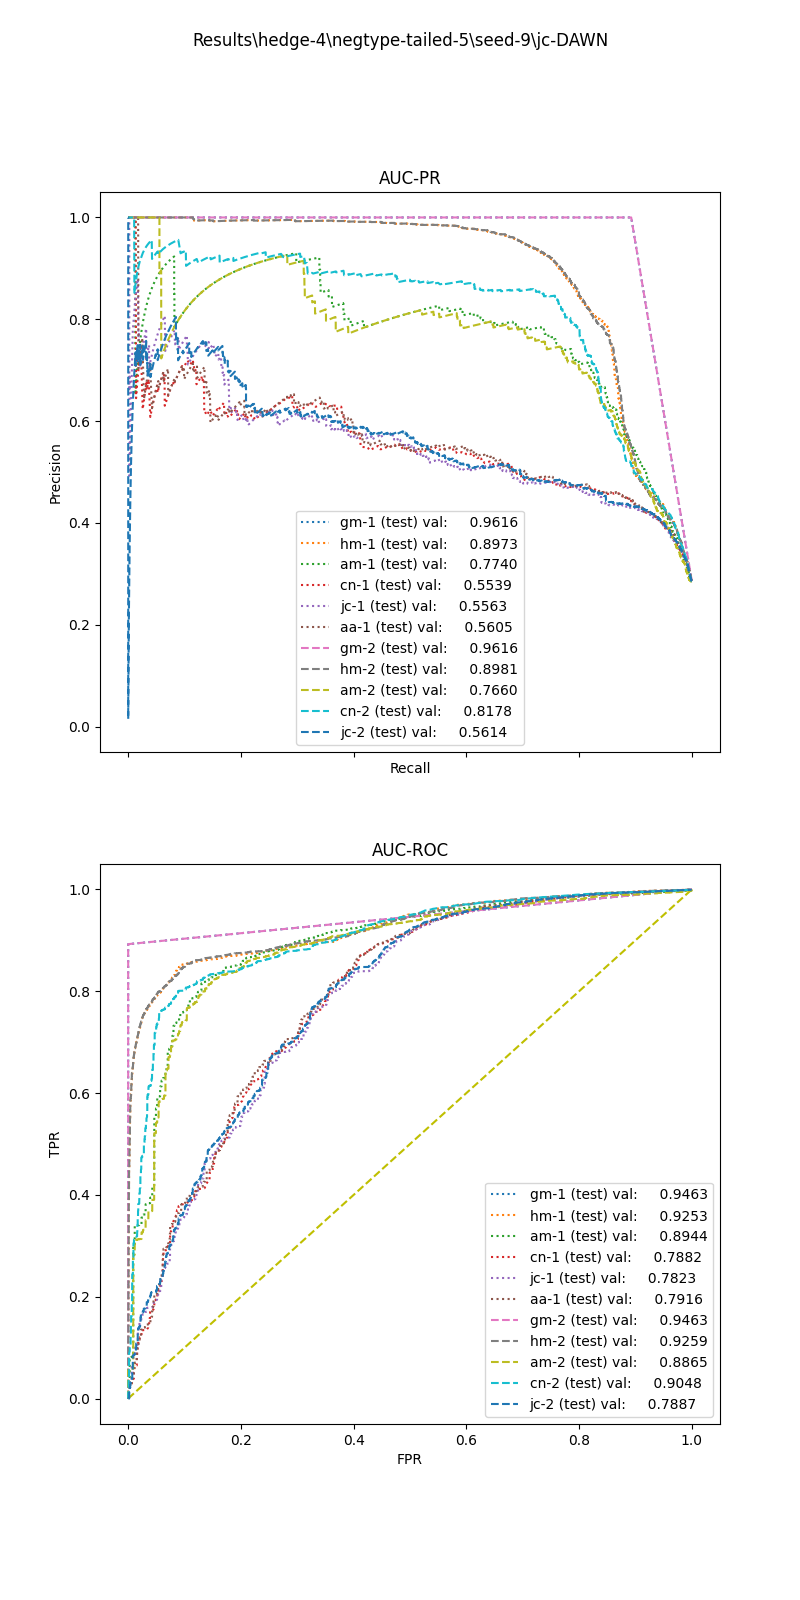 Results\hedge-4\negtype-tailed-5\seed-9\jc-DAWN
AUC-PR
1.0
0.8
0.6
0.4
0.2
0.0
Precision
gm-1 (test) val: 0.9616
hm-1 (test) val: 0.8973
am-1 (test) val: 0.7740
cn-1 (test) val: 0.5539
jc-1 (test) val: 0.5563
aa-1 (test) val: 0.5605
gm-2 (test) val: 0.9616
hm-2 (test) val: 0.8981
am-2 (test) val: 0.7660
cn-2 (test) val: 0.8178
jc-2 (test) val: 0.5614
Recall
AUC-ROC
1.0
0.8
0.6
0.4
0.2
0.0
TPR
gm-1 (test) val: 0.9463
hm-1 (test) val: 0.9253
am-1 (test) val: 0.8944
cn-1 (test) val: 0.7882
jc-1 (test) val: 0.7823
aa-1 (test) val: 0.7916
gm-2 (test) val: 0.9463
hm-2 (test) val: 0.9259
am-2 (test) val: 0.8865
cn-2 (test) val: 0.9048
jc-2 (test) val: 0.7887
0.0 0.2 0.4 0.6 0.8 1.0
FPR